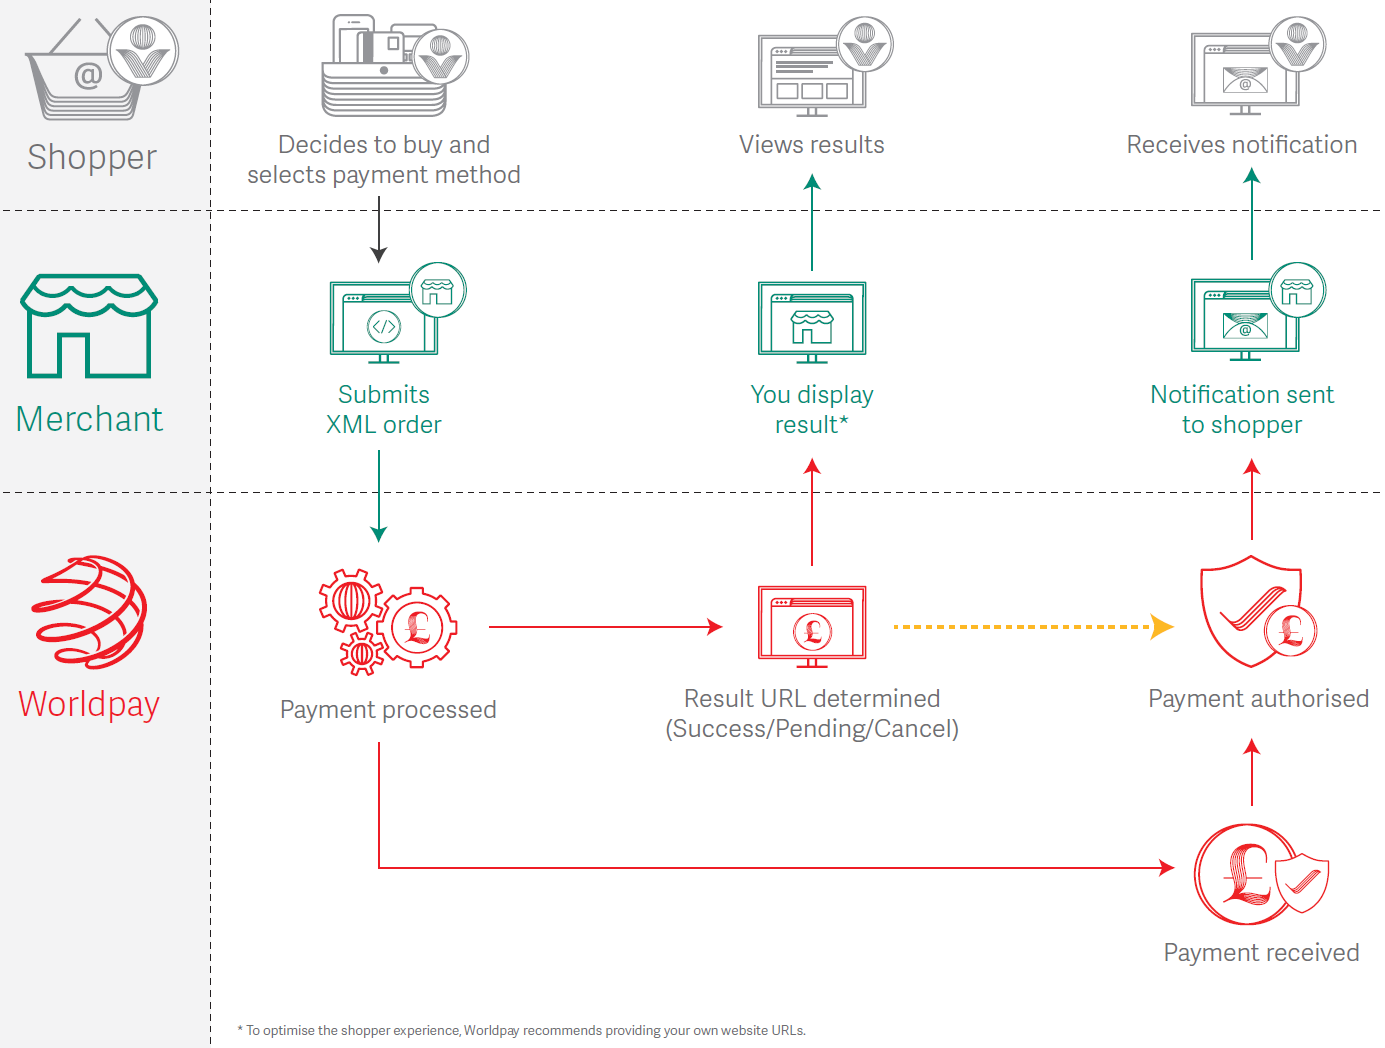 Shopper
Decides to buy and
selects payment method
Views results
Receives notification
Merchant
Submits
XML order
You display
result*
Notification sent
to shopper
Worldpay
Payment processed
Result URL determined
(Success/Pending/Cancel)
Payment authorised
Payment received
* To optimise the shopper experience, Worldpay recommends providing your own website URLs.